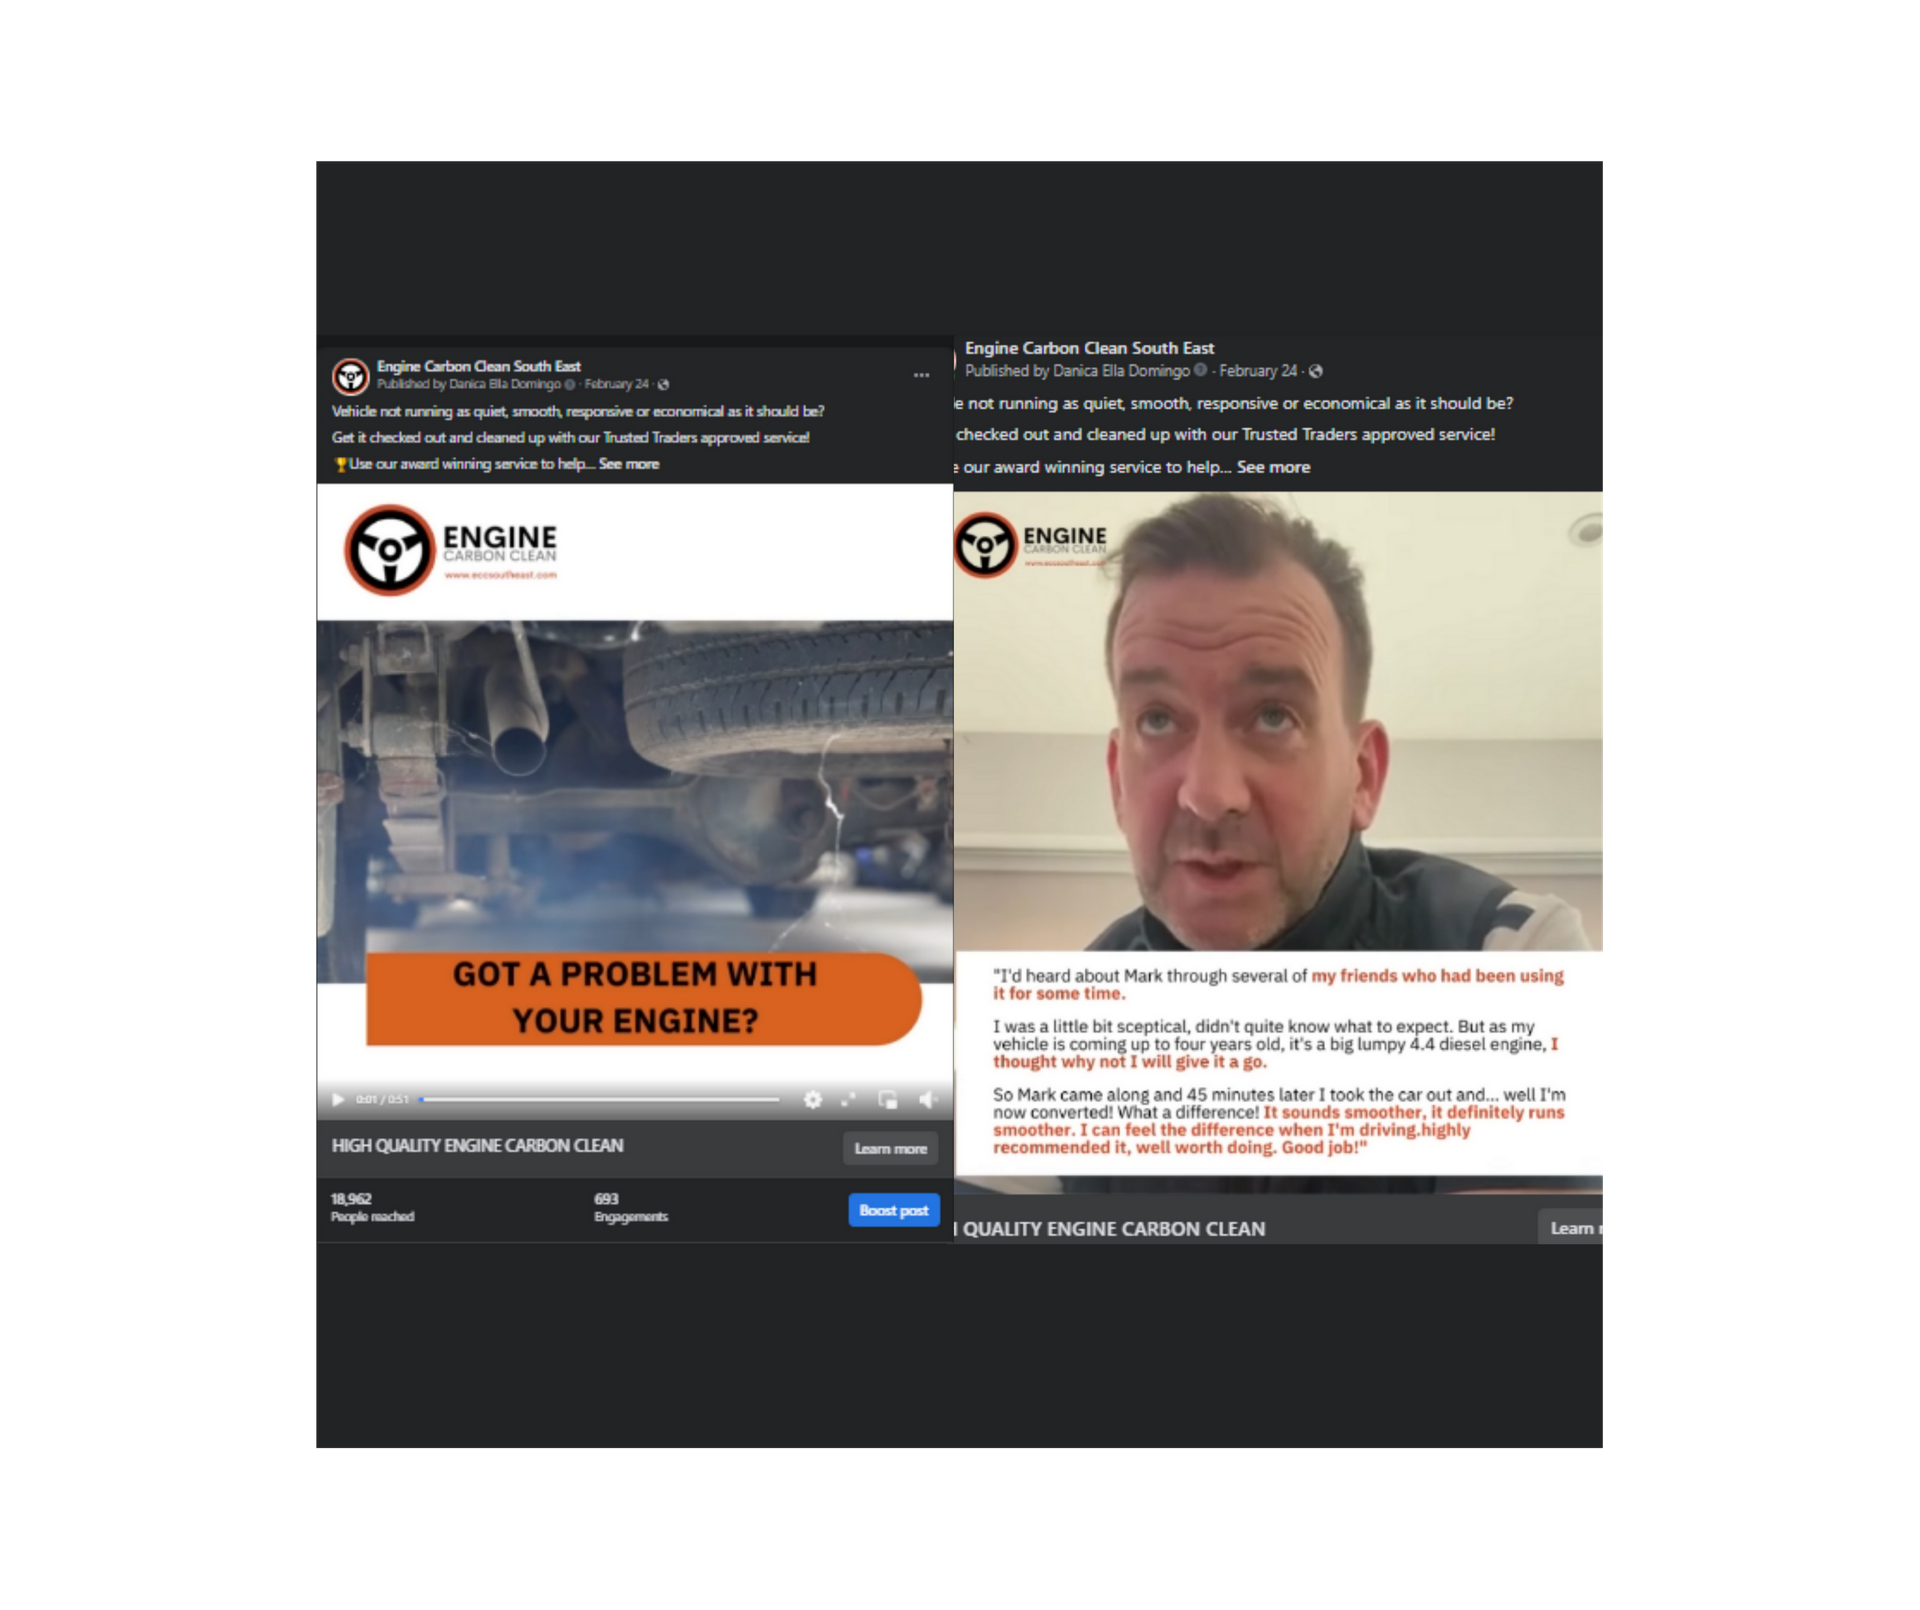 Engine Carbon Clean South East
Published by Danica Ella Domingo · February 24 ·
Vehicle not running as quiet, smooth, responsive or economical as it should be?
Get it checked out and cleaned up with our Trusted Traders approved service!
🏆Use our award winning service to help... See more
ENGINE
CARBON CLEAN
www.eccsoutheast.com
GOT A PROBLEM WITH
YOUR ENGINE?
0:01 / 0:51
HIGH QUALITY ENGINE CARBON CLEAN
Learn more
18,962
People reached
693
Engagements
Boost post
Engine Carbon Clean South East
Published by Danica Ella Domingo · February 24 ·
e not running as quiet, smooth, responsive or economical as it should be?
checked out and cleaned up with our Trusted Traders approved service!
e our award winning service to help... See more
ENGINE
CARBON CLEAN
www.eccsoutheast.com
"I'd heard about Mark through several of my friends who had been using
it for some time.
I was a little bit sceptical, didn't quite know what to expect. But as my
vehicle is coming up to four years old, it's a big lumpy 4.4 diesel engine, I
thought why not I will give it a go.
So Mark came along and 45 minutes later I took the car out and... well I'm
now converted! What a difference! It sounds smoother, it definitely runs
smoother. I can feel the difference when I'm driving.highly
recommended it, well worth doing. Good job!"
QUALITY ENGINE CARBON CLEAN
Learn